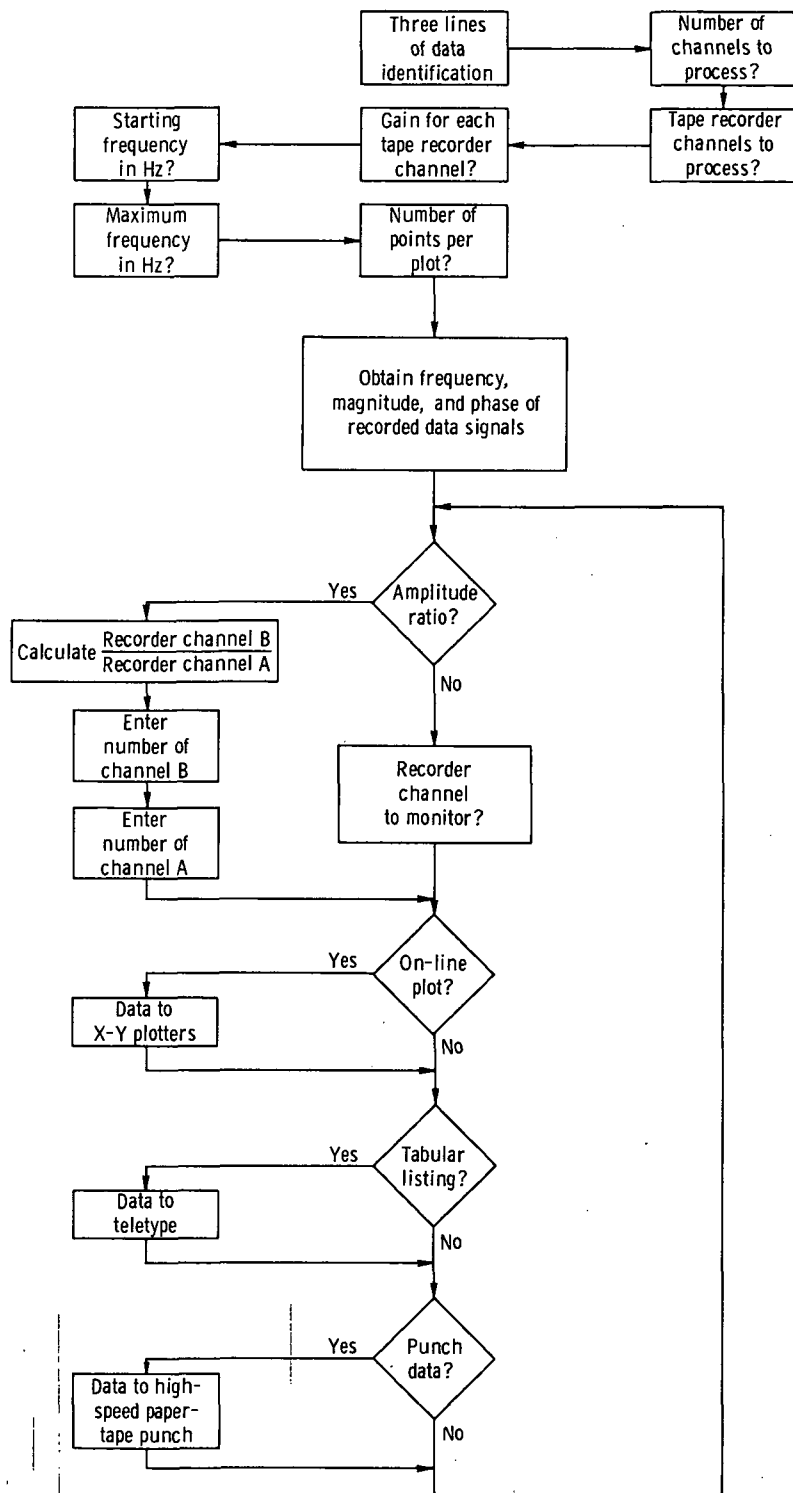 Three lines
of data
identification
Number of
channels to
process?
Tape recorder
channels to
process?
Gain for each
tape recorder
channel?
Starting
frequency
in Hz?
Maximum
frequency
in Hz?
Number of
points per
plot?
Obtain frequency,
magnitude, and phase of
recorded data signals
Amplitude
ratio?
Yes
Calculate Recorder channel B
Recorder channel A
Enter
number of
channel B
Enter
number of
channel A
No
Recorder
channel
to monitor?
On-line
plot?
Yes
Data to
X-Y plotters
No
Tabular
listing?
Yes
Data to
teletype
No
Punch
data?
Yes
Data to high-
speed paper-
tape punch
No